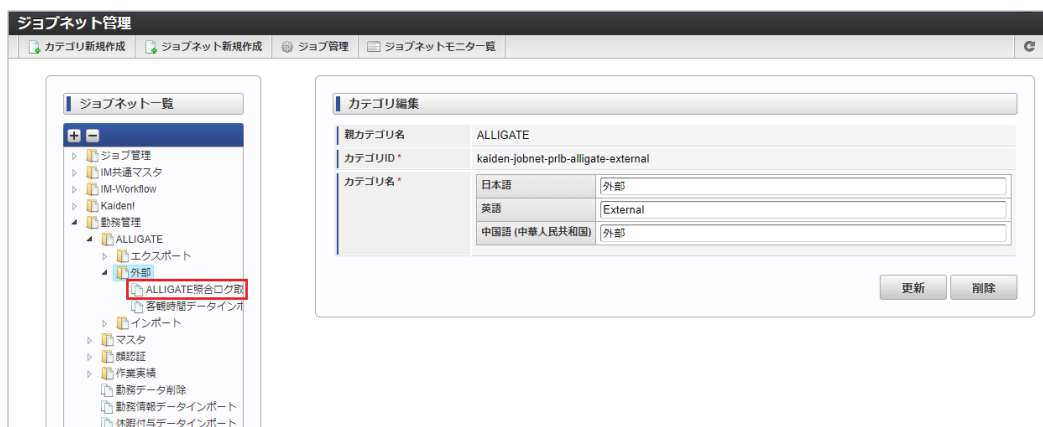 ジョブネット管理
カテゴリ新規作成 ジョブネット新規作成 ジョブ管理 ジョブネットモニター覧
ジョブネット一覧
ジョブ管理
IM共通マスタ
IM-Workflow
Kaiden!
勤務管理
ALLIGATE
エクスポート
外部
ALLIGATE照合ログ取
客観時間データインポ
インポート
マスタ
顔認証
作業実績
勤務データ削除
勤務情報データインポート
休暇付与データインポート
カテゴリ編集
親カテゴリ名 ALLIGATE
カテゴリID * kaiden-jobnet-prlb-alligate-external
カテゴリ名 * 日本語 外部
英語 External
中国語 (中華人民共和国) 外部
更新 削除